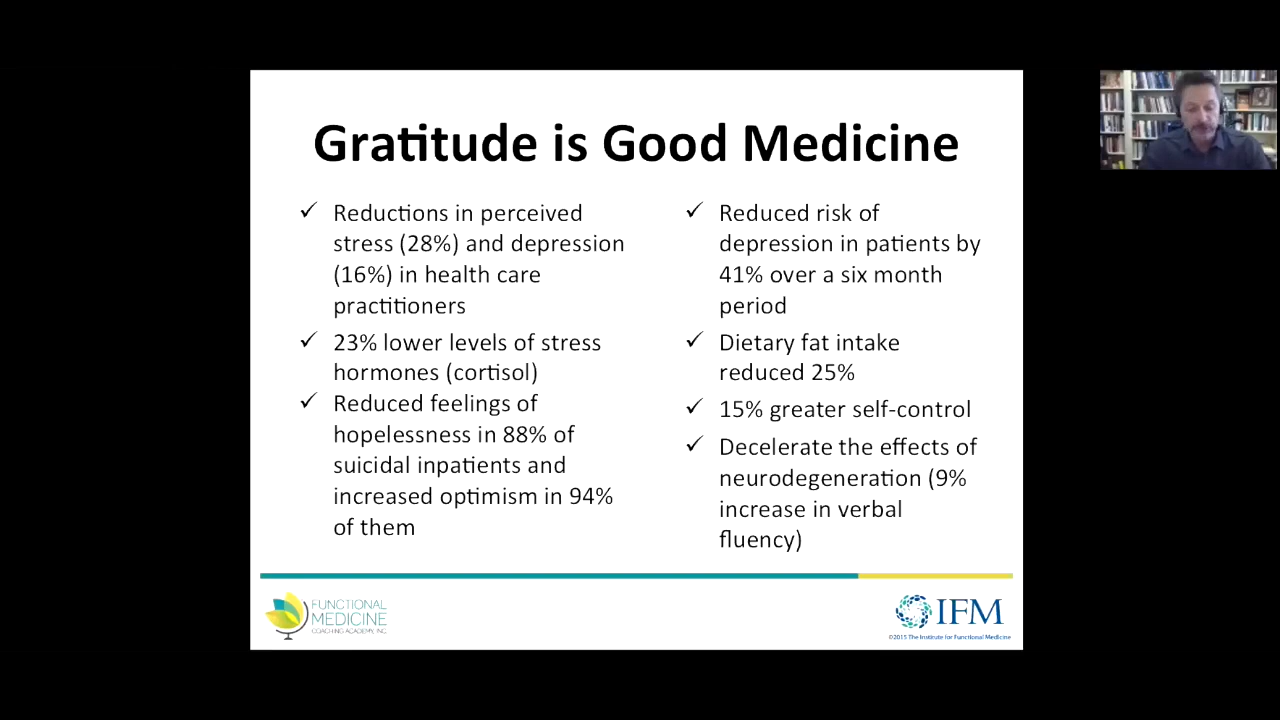 Gratitude is Good Medicine
✓ Reductions in perceived
stress (28%) and depression
(16%) in health care
practitioners
✓ 23% lower levels of stress
hormones (cortisol)
✓ Reduced feelings of
hopelessness in 88% of
suicidal inpatients and
increased optimism in 94%
of them
✓ Reduced risk of
depression in patients by
41% over a six month
period
✓ Dietary fat intake
reduced 25%
✓ 15% greater self-control
✓ Decelerate the effects of
neurodegeneration (9%
increase in verbal
fluency)
FUNCTIONAL
MEDICINE
COACHING ACADEMY, INC
IFM
©2015 The Institute for Functional Medicine